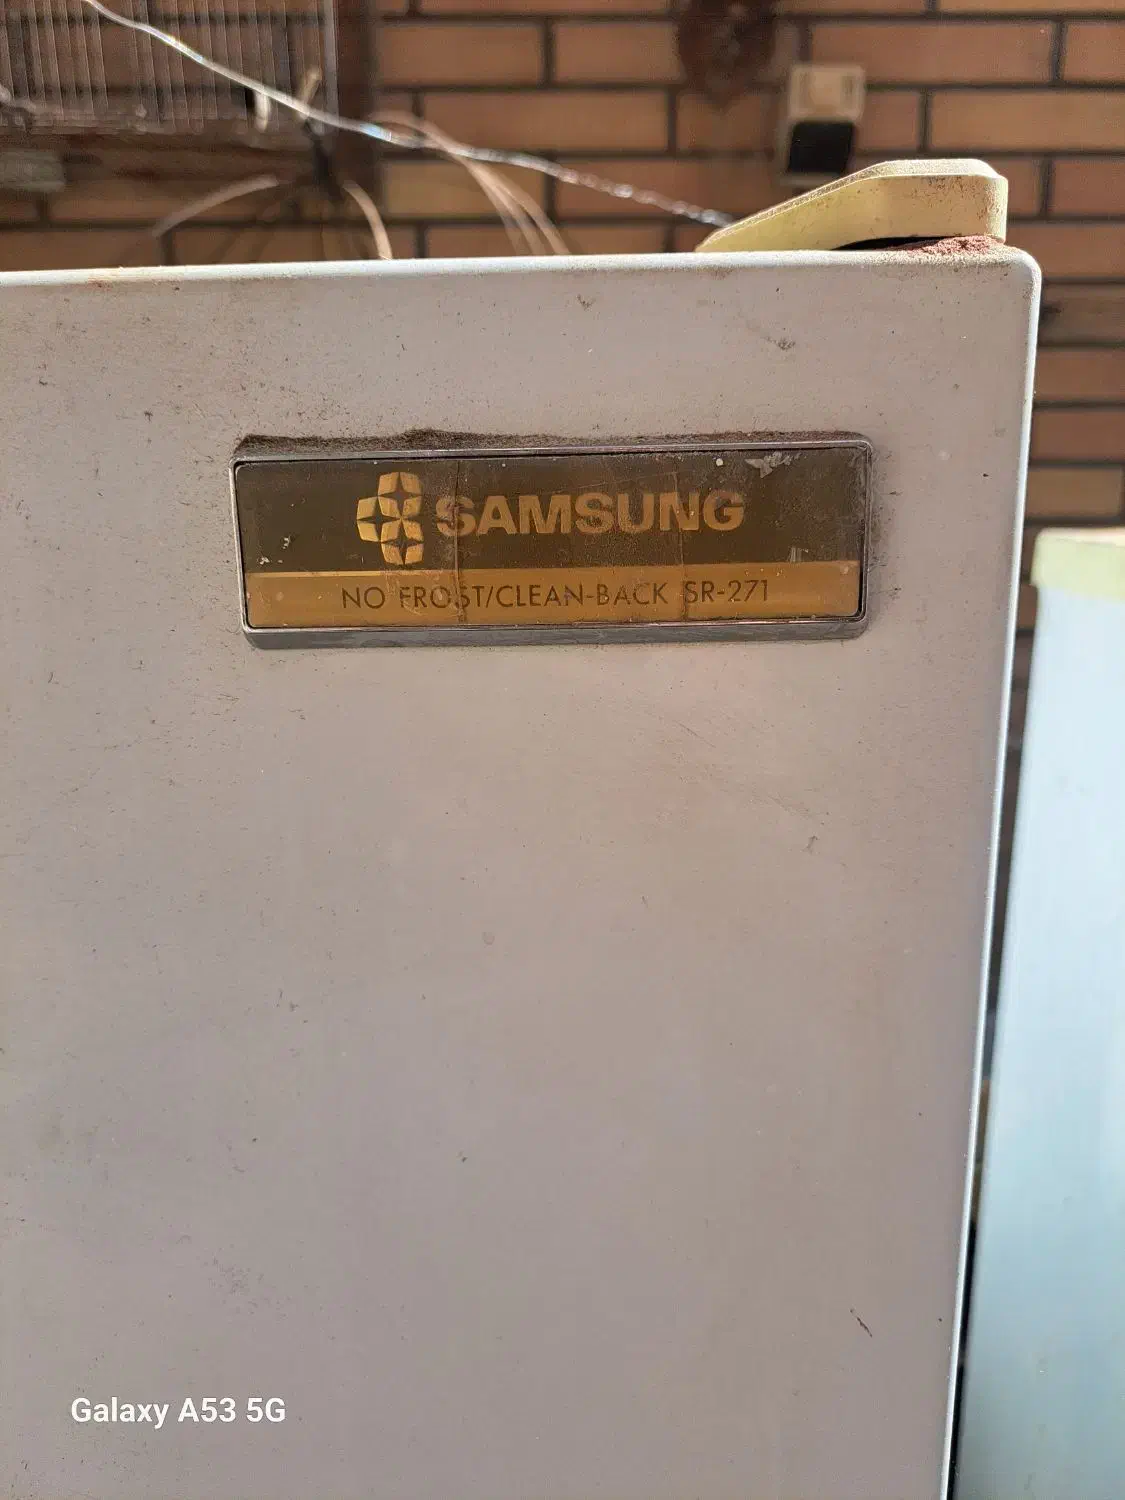 SAMSUNG
NO FROST/CLEAN-BACK SR-271
Galaxy A53 5G